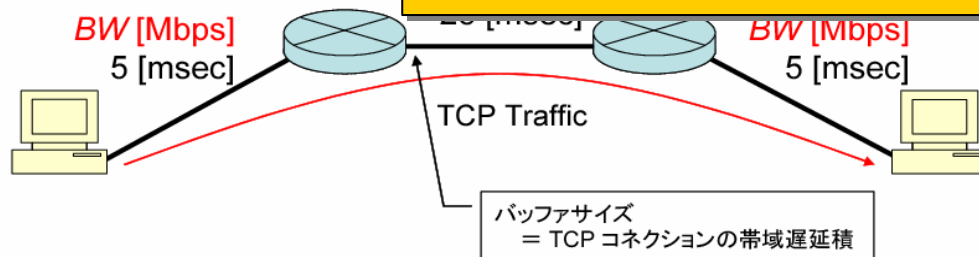 BW [Mbps]
5 [msec]
[msec]
BW [Mbps]
5 [msec]
TCP Traffic
バッファサイズ
= TCP コネクションの帯域遅延積